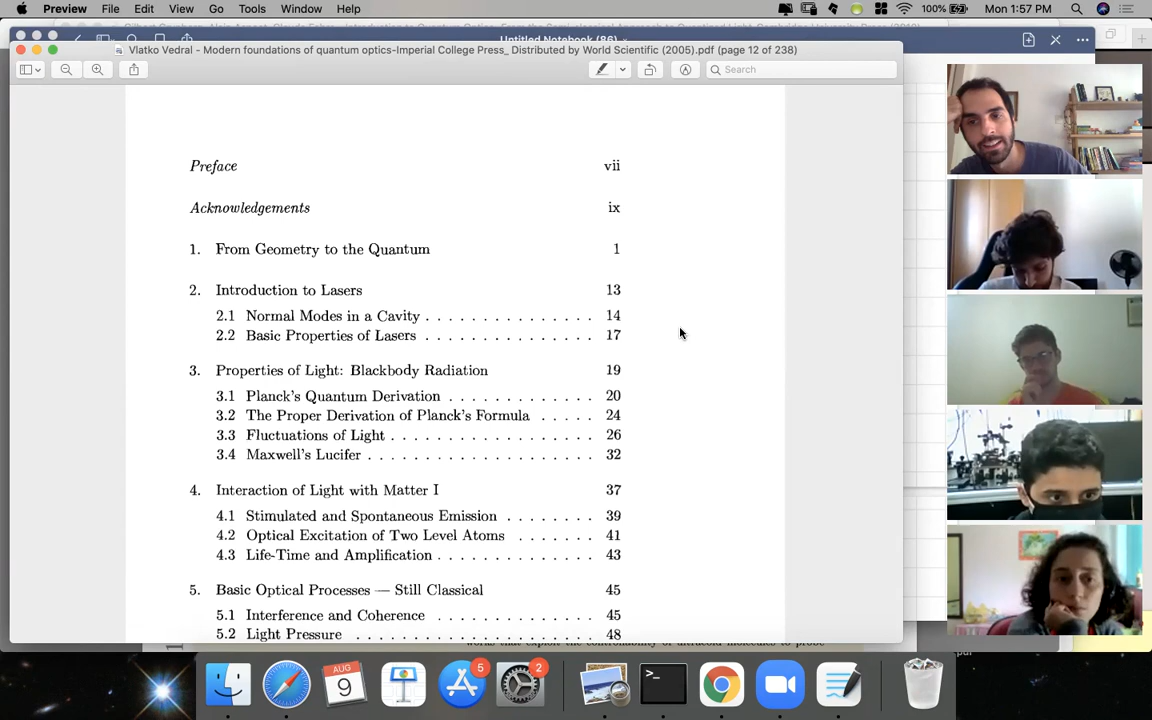 Preview File Edit View Go Tools Window Help 100% Mon 1:57 PM
Untitled Notebook (86)
Vlatko Vedral - Modern foundations of quantum optics-Imperial College Press_ Distributed by World Scientific (2005).pdf (page 12 of 238)
Search
Preface vii
Acknowledgements ix
1. From Geometry to the Quantum 1
2. Introduction to Lasers 13
2.1 Normal Modes in a Cavity . . . . . . . . . . . . . . . 14
2.2 Basic Properties of Lasers . . . . . . . . . . . . . . . 17
3. Properties of Light: Blackbody Radiation 19
3.1 Planck's Quantum Derivation . . . . . . . . . . . . . 20
3.2 The Proper Derivation of Planck's Formula . . . . . 24
3.3 Fluctuations of Light . . . . . . . . . . . . . . . . . . 26
3.4 Maxwell's Lucifer . . . . . . . . . . . . . . . . . . . . 32
4. Interaction of Light with Matter I 37
4.1 Stimulated and Spontaneous Emission . . . . . . . . 39
4.2 Optical Excitation of Two Level Atoms . . . . . . . 41
4.3 Life-Time and Amplification . . . . . . . . . . . . . . 43
5. Basic Optical Processes — Still Classical 45
5.1 Interference and Coherence . . . . . . . . . . . . . . 45
5.2 Light Pressure . . . . . . . . . . . . . . . . . . . . . 48
pdf
AUG
9
5
2